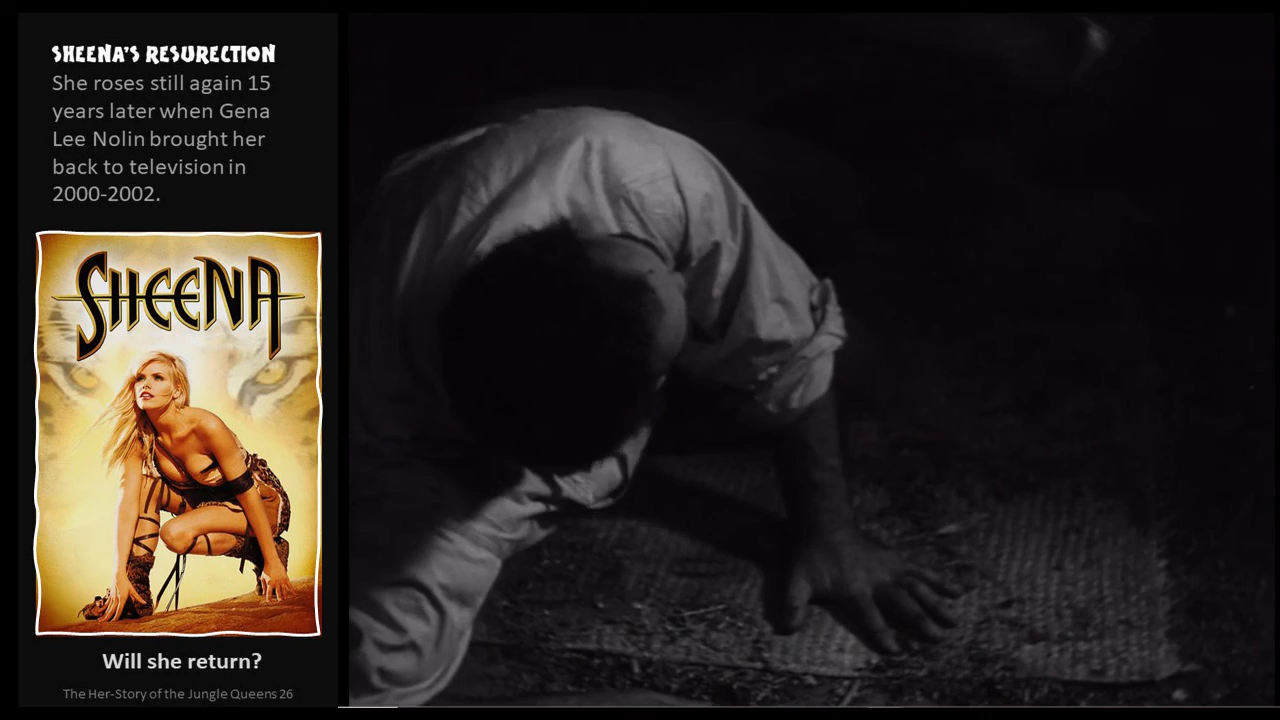 SHEENA'S RESURECTION
She roses still again 15
years later when Gena
Lee Nolin brought her
back to television in
2000-2002.
SHEENA
Will she return?
The Her-Story of the Jungle Queens 26